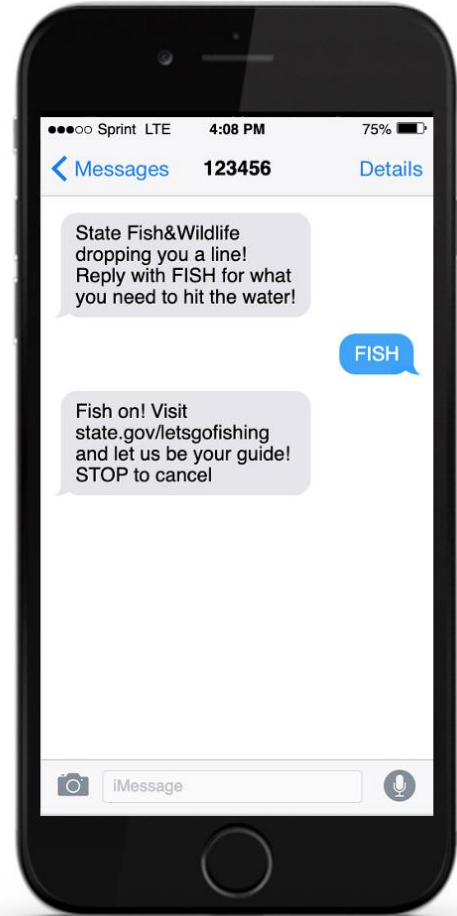 ●●●○○ Sprint LTE 4:08 PM 75%
Messages 123456 Details
State Fish&Wildlife
dropping you a line!
Reply with FISH for what
you need to hit the water!
FISH
Fish on! Visit
state.gov/letsgofishing
and let us be your guide!
STOP to cancel
iMessage